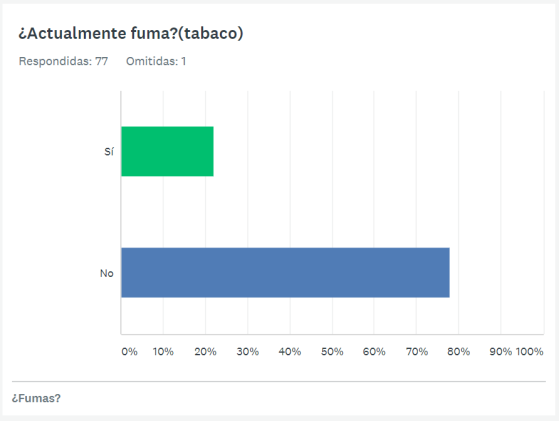 ¿Actualmente fuma?(tabaco)
Respondidas: 77 Omitidas: 1
Sí
No
0% 10% 20% 30% 40% 50% 60% 70% 80% 90% 100%
¿Fumas?